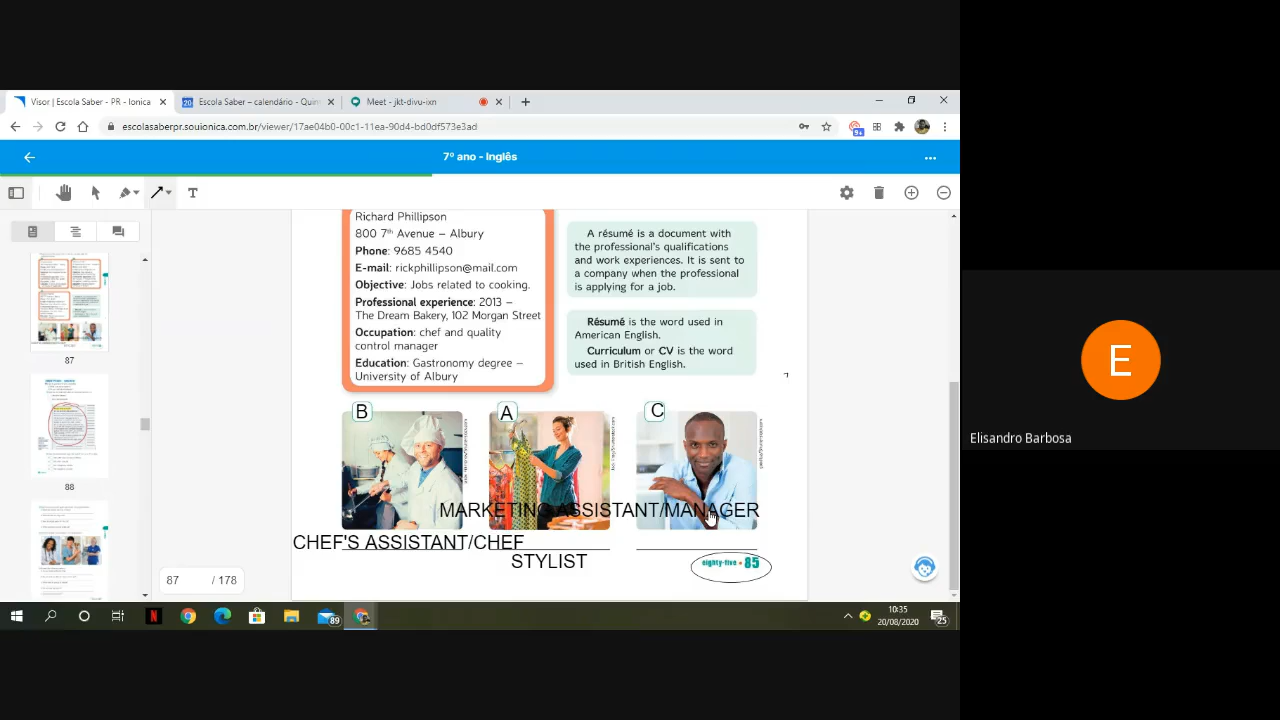 Visor | Escola Saber - PR - Ionica
Escola Saber – calendário - Quin
Meet - jkt-divu-ixn
escolasaberpr.souionica.com.br/viewer/17ae04b0-00c1-11ea-90d4-bd0df573e3ad
9+
7º ano - Inglês
T
87
88
87 / 178
Richard Phillipson
800 7th Avenue – Albury
Phone: 9685 4540
E-mail: rickphillipson@mail.com
Objective: Jobs related to cooking.
Professional experience: 2013
The Dream Bakery, 102 Morgan Street
Occupation: chef and quality
control manager
Education: Gastronomy degree –
University of Albury
A résumé is a document with
the professional's qualifications
and work experiences. It is sent to
a company where the professional
is applying for a job.
Résumé is the word used in
American English.
Curriculum or CV is the word
used in British English.
B
A
C
MARKETING ASSISTANT/MANAGER
CHEF'S ASSISTANT/CHEF
STYLIST
eighty-five • 85
E
Elisandro Barbosa
89
10:35
20/08/2020
25